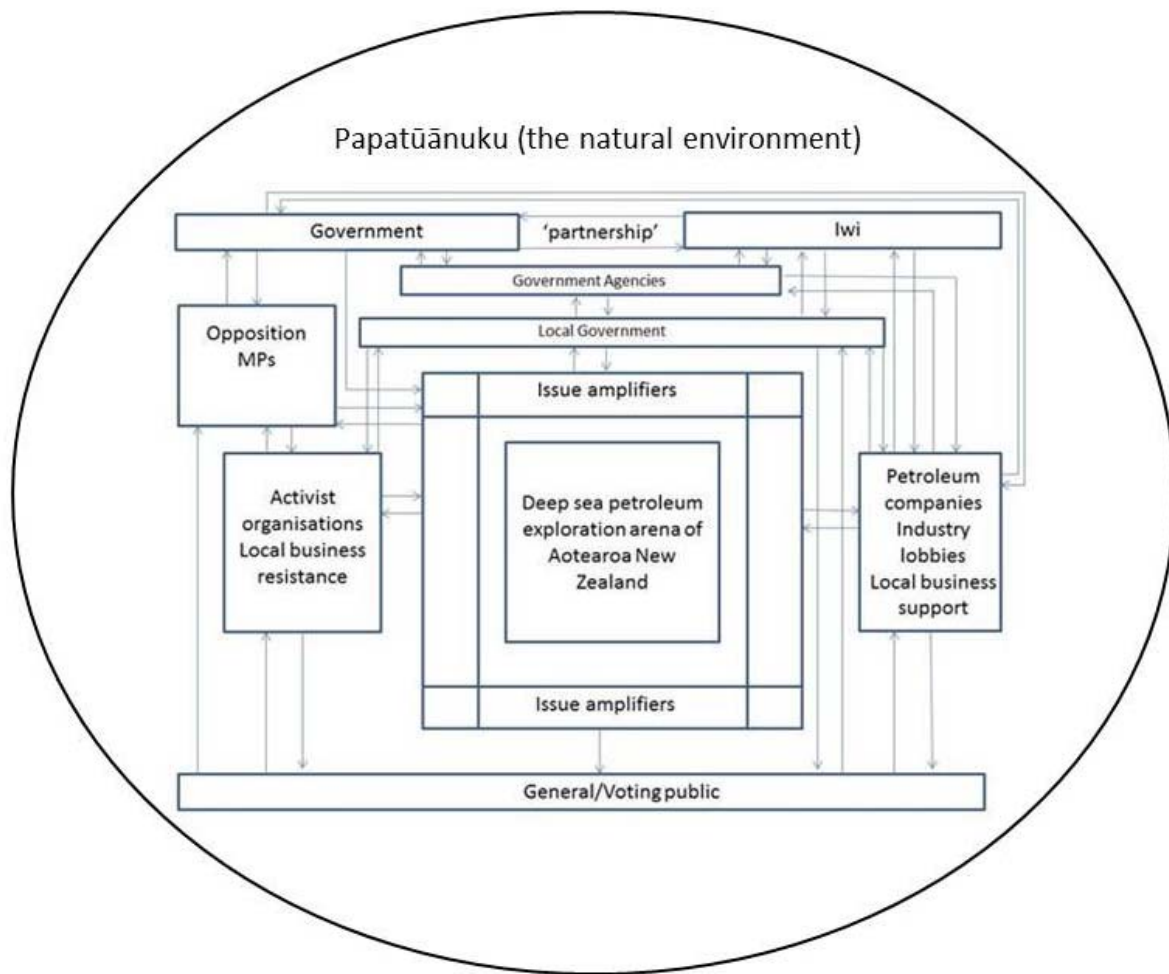 Papatūānuku (the natural environment)
Government
'partnership'
Iwi
Government Agencies
Local Government
Opposition
MPs
Issue amplifiers
Activist
organisations
Local business
resistance
Deep sea petroleum
exploration arena of
Aotearoa New
Zealand
Petroleum
companies
Industry
lobbies
Local business
support
Issue amplifiers
General/Voting public